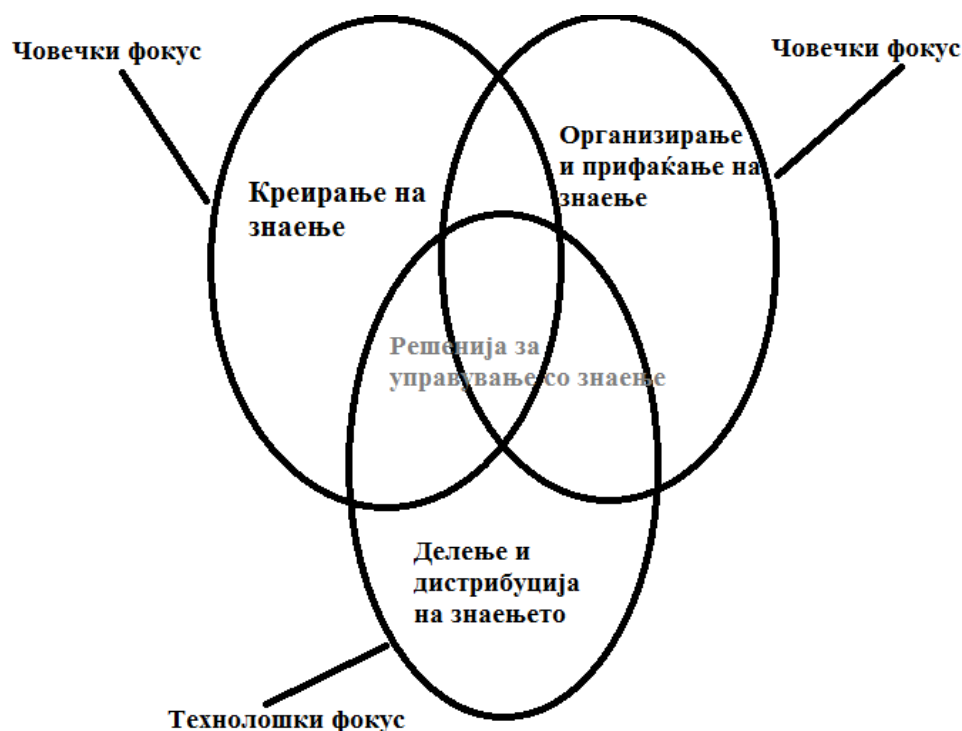 Човечки фокус
Човечки фокус
Организирање
и прифаќање на
знаење
Креирање на
знаење
Решенија за
управување со знаење
Делење и
дистрибуција
на знаењето
Технолошки фокус